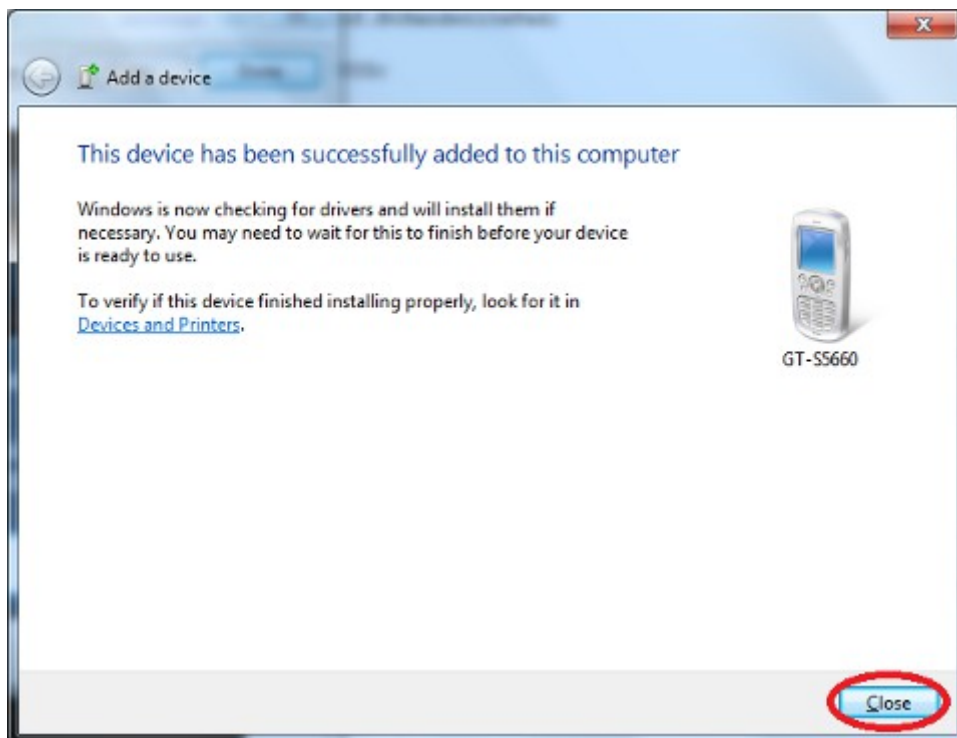 Add a device
This device has been successfully added to this computer
Windows is now checking for drivers and will install them if
necessary. You may need to wait for this to finish before your device
is ready to use.
To verify if this device finished installing properly, look for it in
Devices and Printers.
GT-S5660
Close